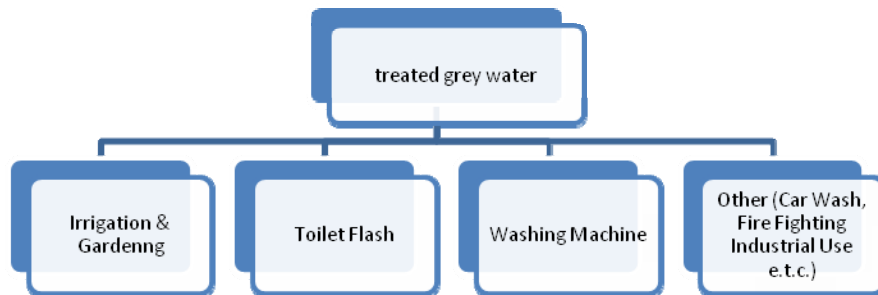 treated grey water
Irrigation &
Gardenng
Toilet Flash
Washing Machine
Other (Car Wash,
Fire Fighting
Industrial Use
e.t.c.)